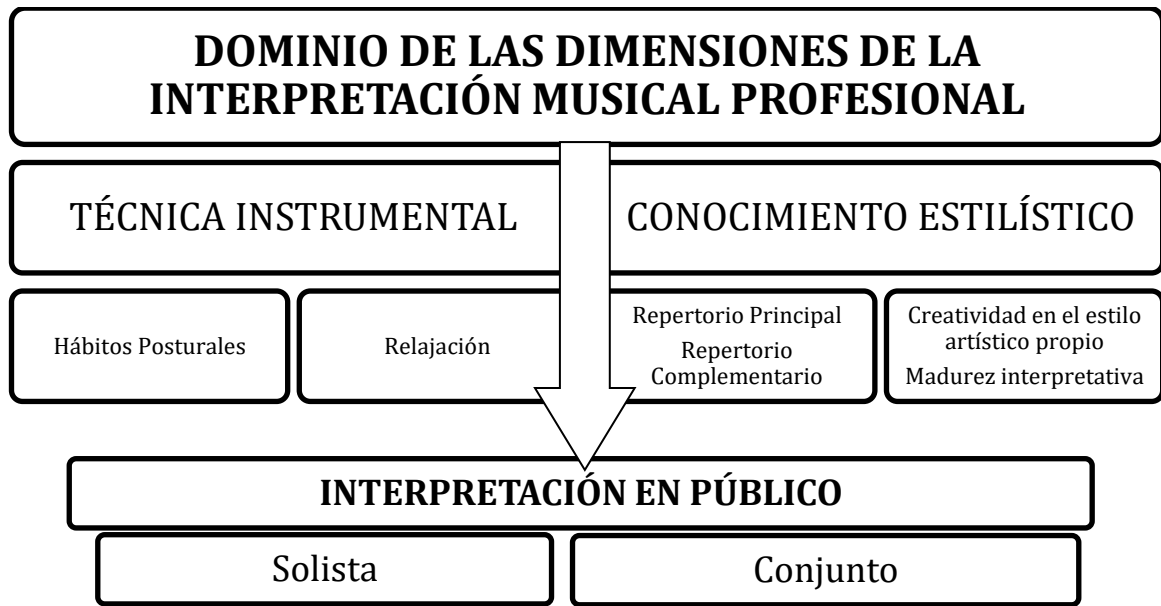 DOMINIO DE LAS DIMENSIONES DE LA
INTERPRETACIÓN MUSICAL PROFESIONAL
TÉCNICA INSTRUMENTAL
CONOCIMIENTO ESTILÍSTICO
Hábitos Posturales
Relajación
Repertorio Principal
Repertorio
Complementario
Creatividad en el estilo
artístico propio
Madurez interpretativa
INTERPRETACIÓN EN PÚBLICO
Solista
Conjunto